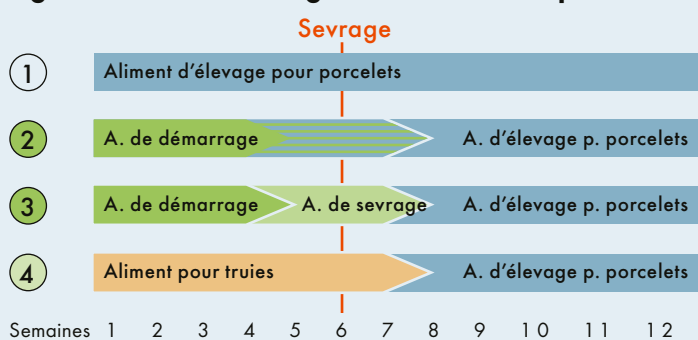 Sevrage
1 Aliment d'élevage pour porcelets
2 A. de démarrage A. d'élevage p. porcelets
3 A. de démarrage A. de sevrage A. d'élevage p. porcelets
4 Aliment pour truies A. d'élevage p. porcelets
Semaines 1 2 3 4 5 6 7 8 9 10 11 12